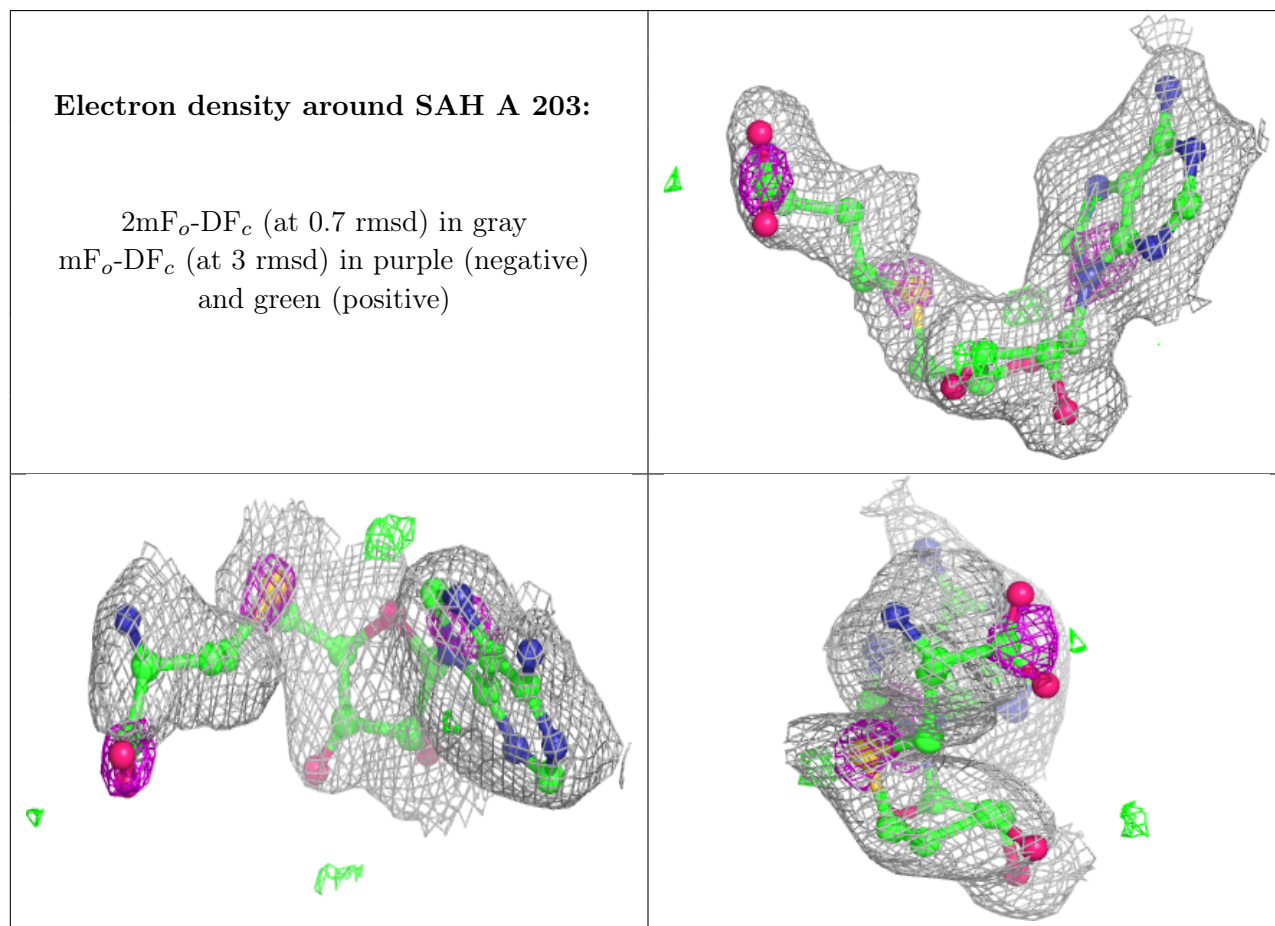 Electron density around SAH A 203:
2mFo-DFc (at 0.7 rmsd) in gray
mFo-DFc (at 3 rmsd) in purple (negative)
and green (positive)